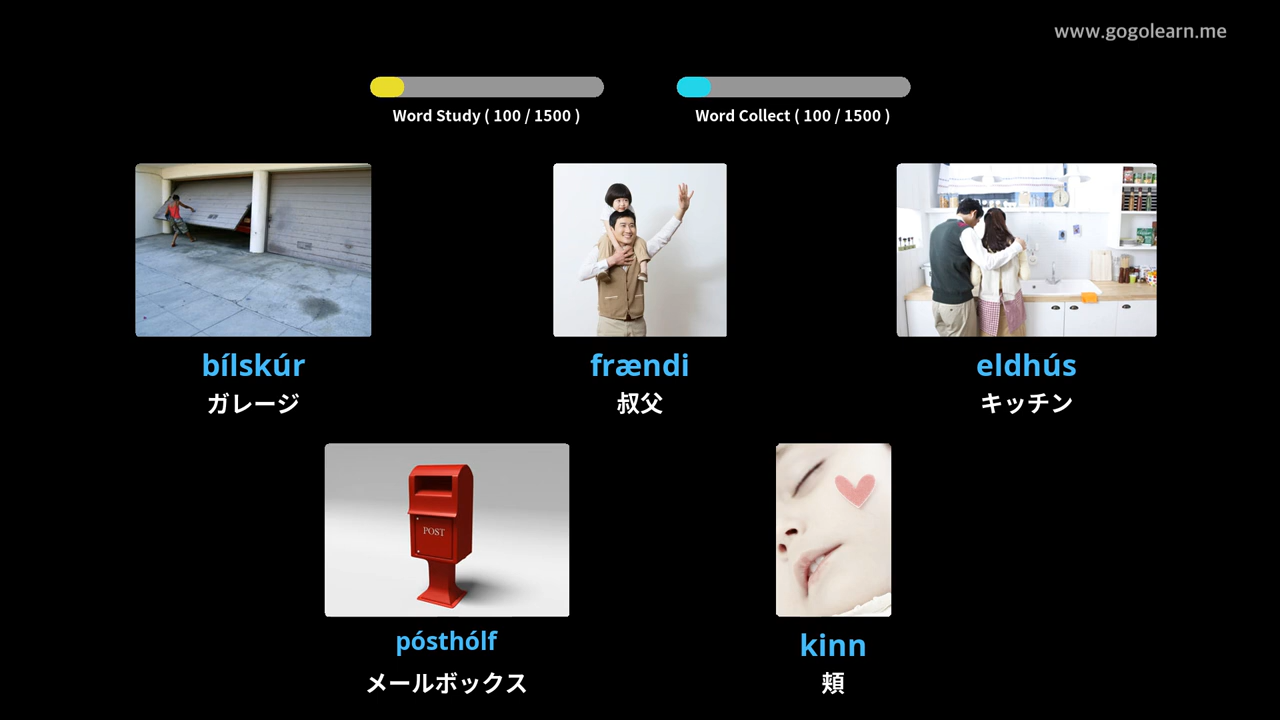 www.gogolearn.me
Word Study ( 100 / 1500 )
Word Collect ( 100 / 1500 )
bílskúr
ガレージ
frændi
叔父
eldhús
キッチン
POST
pósthólf
メールボックス
kinn
頬